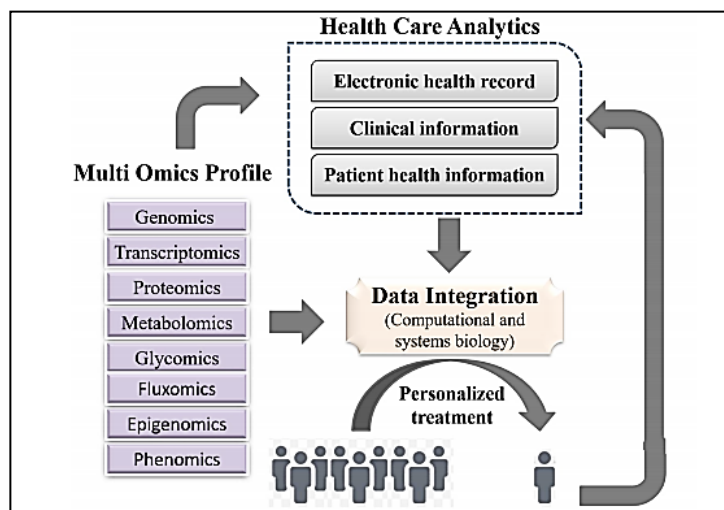 Health Care Analytics
Electronic health record
Clinical information
Patient health information
Multi Omics Profile
Genomics
Transcriptomics
Proteomics
Metabolomics
Glycomics
Fluxomics
Epigenomics
Phenomics
Data Integration
(Computational and
systems biology)
Personalized
treatment